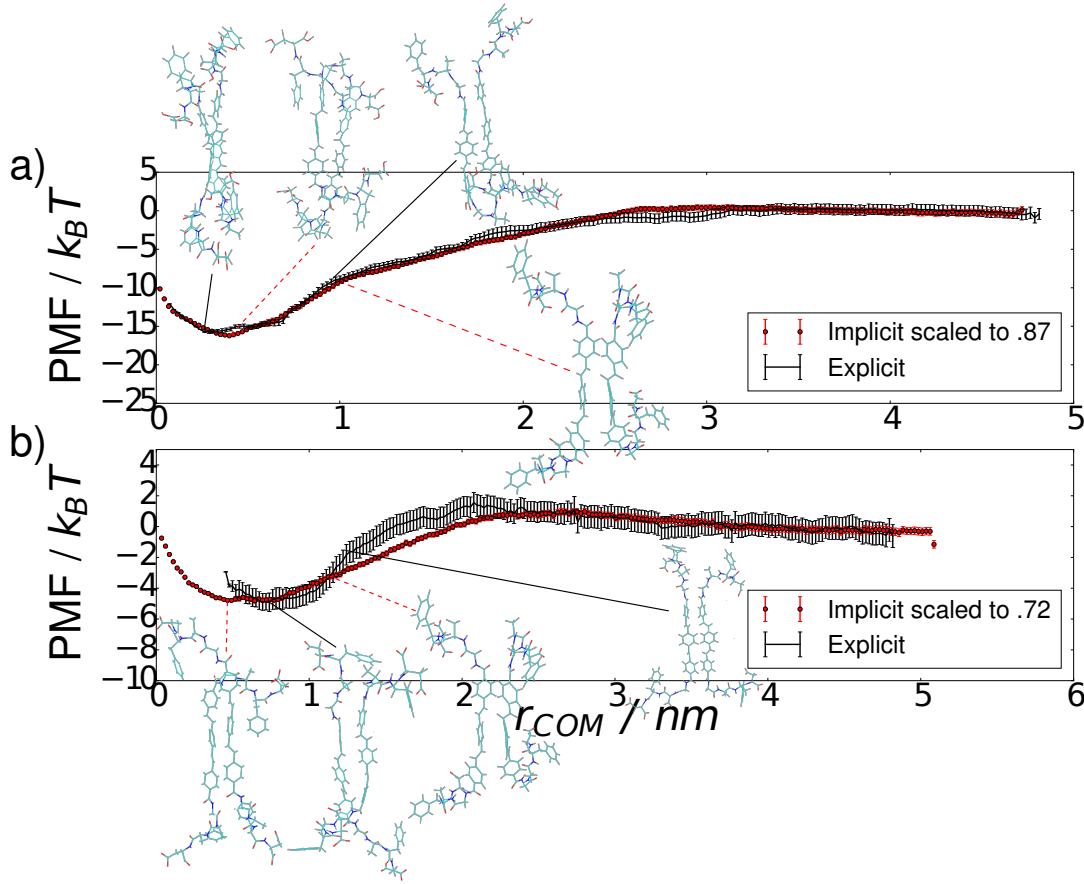 a)
PMF / k_B T
5
0
−5
−10
−15
−20
−25
0 1 2 3 4 5
Implicit scaled to .87
Explicit
b)
PMF / k_B T
4
2
0
−2
−4
−6
−8
−10
0 1 2 3 4 5 6
Implicit scaled to .72
Explicit
r_COM / nm